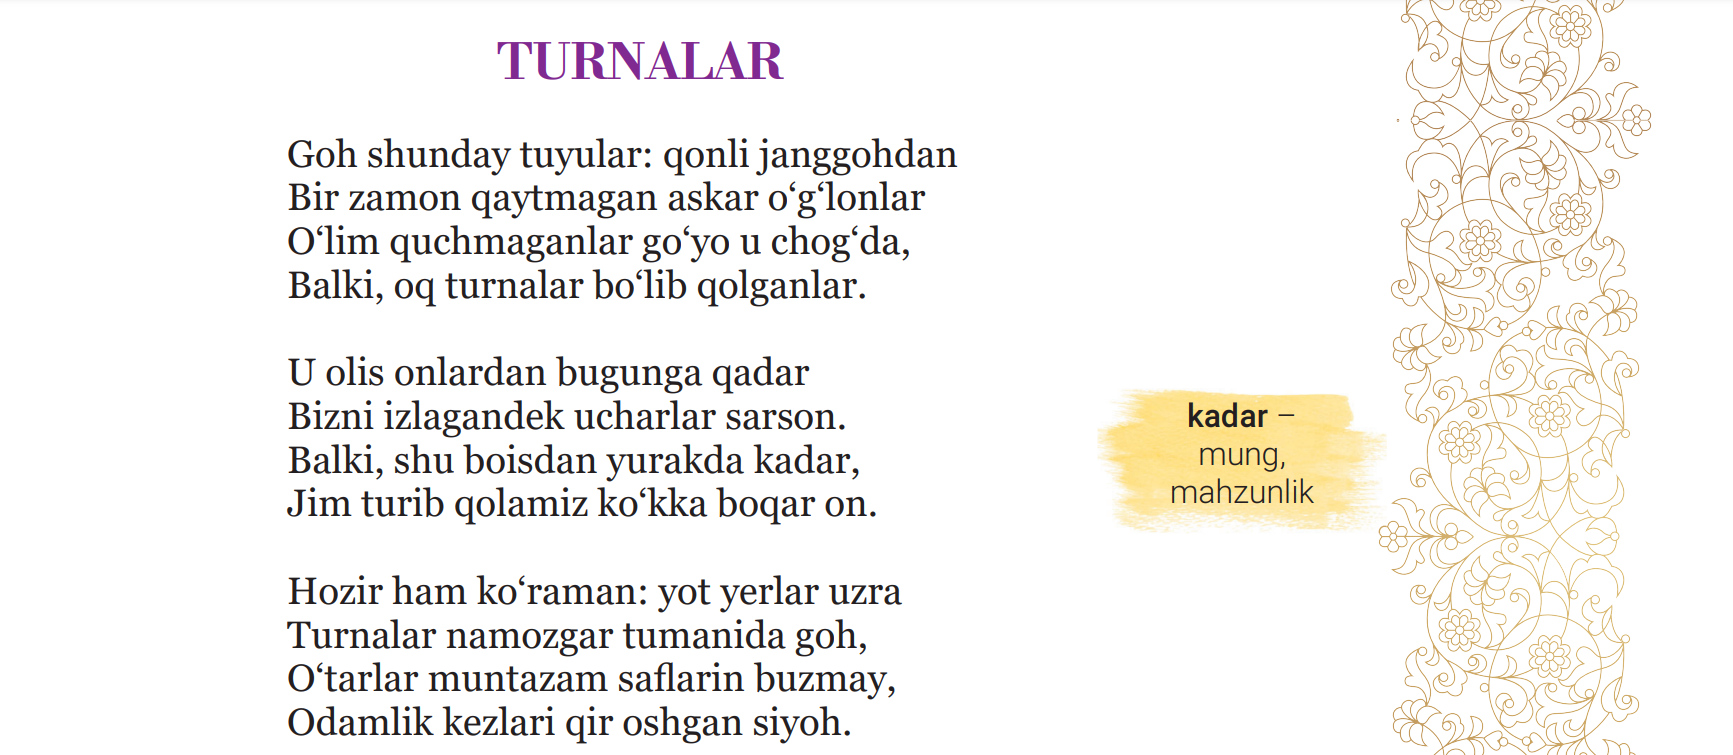 TURNALAR
Goh shunday tuyular: qonli janggohdan
Bir zamon qaytmagan askar o‘g‘lonlar
O‘lim quchmaganlar go‘yo u chog‘da,
Balki, oq turnalar bo‘lib qolganlar.
U olis onlardan bugunga qadar
Bizni izlagandek ucharlar sarson.
Balki, shu boisdan yurakda kadar,
Jim turib qolamiz ko‘kka boqar on.
kadar –
mung,
mahzunlik
Hozir ham ko‘raman: yot yerlar uzra
Turnalar namozgar tumanida goh,
O‘tarlar muntazam saflarin buzmay,
Odamlik kezlari qir oshgan siyoh.